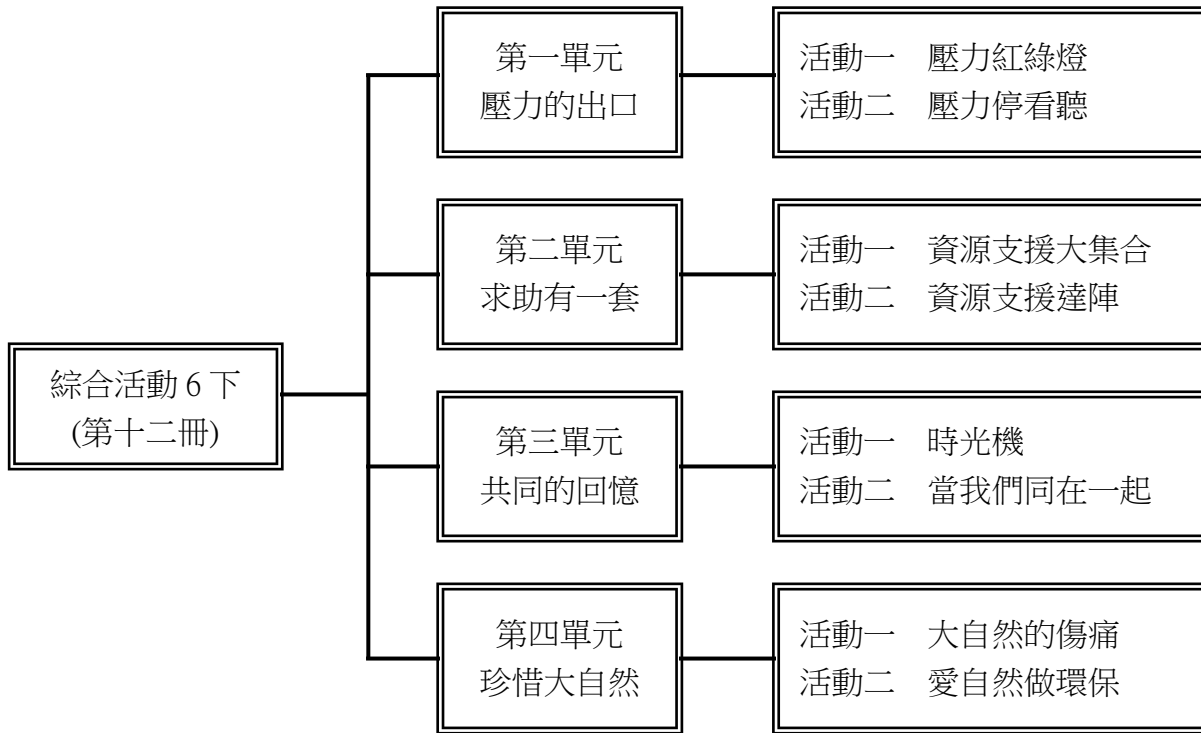 綜合活動 6 下
(第十二冊)
第一單元
壓力的出口
活動一　壓力紅綠燈
活動二　壓力停看聽
第二單元
求助有一套
活動一　資源支援大集合
活動二　資源支援達陣
第三單元
共同的回憶
活動一　時光機
活動二　當我們同在一起
第四單元
珍惜大自然
活動一　大自然的傷痛
活動二　愛自然做環保